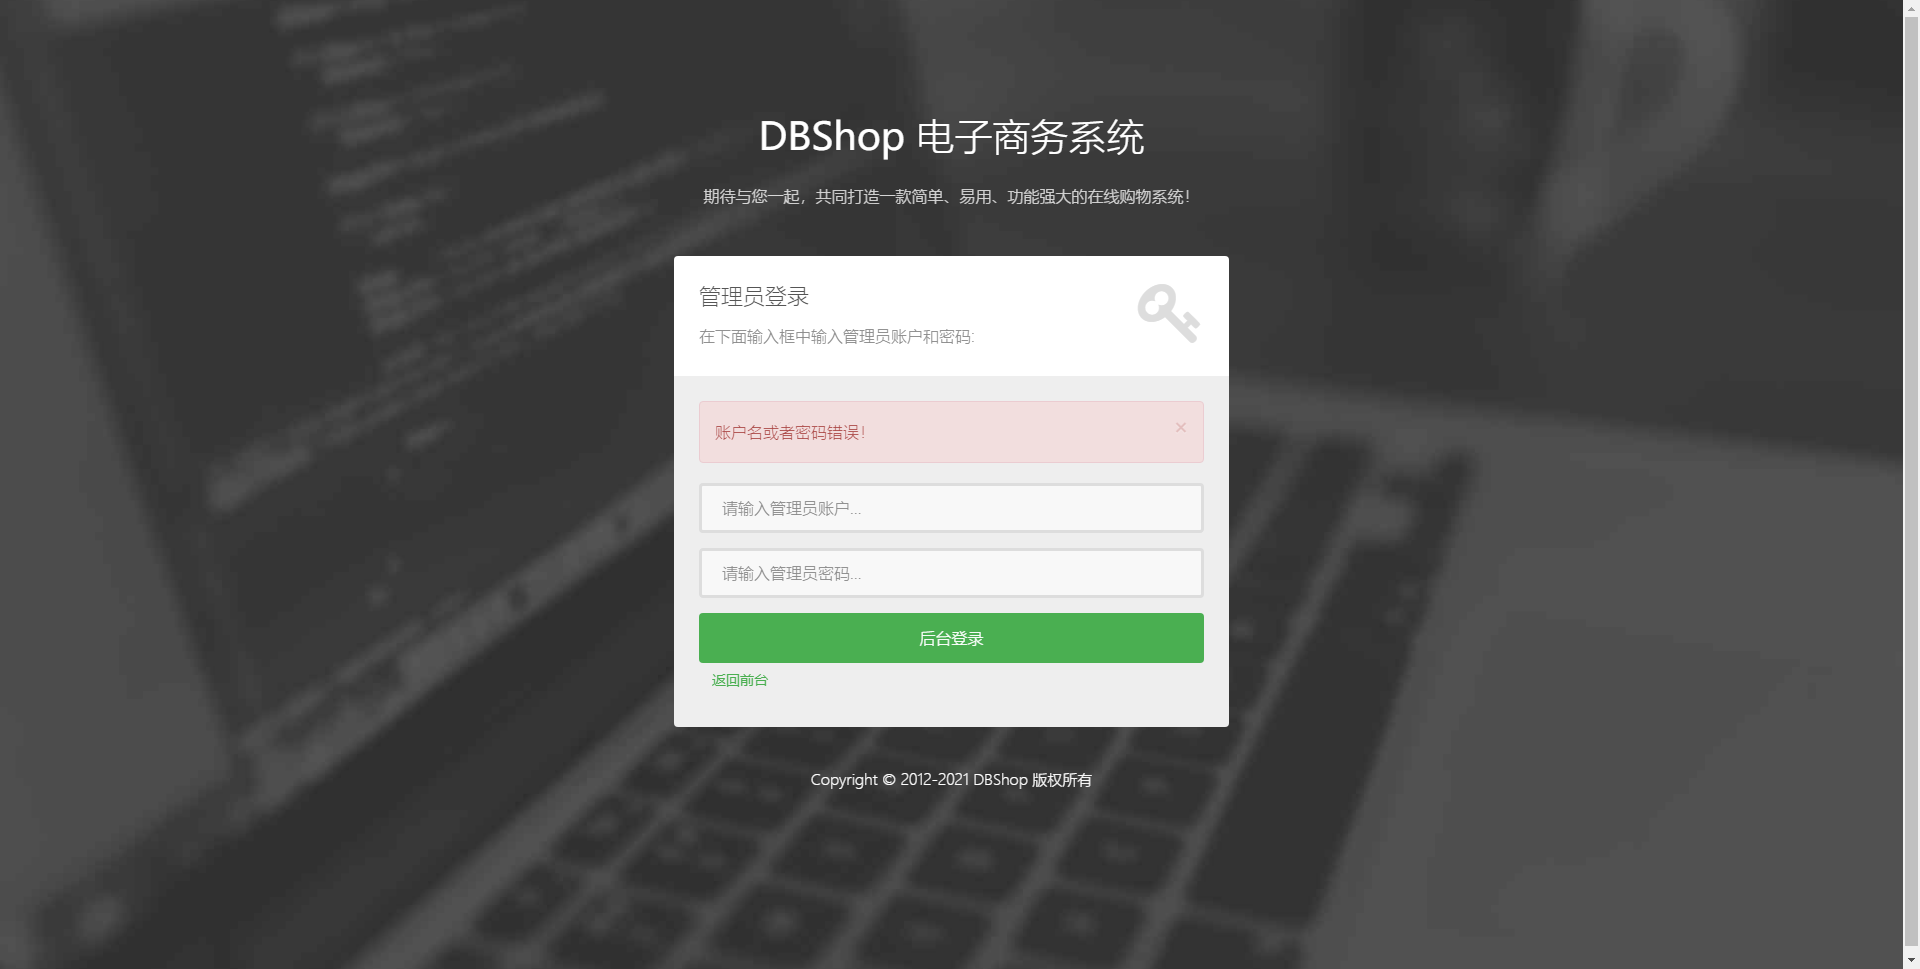 DBShop 电子商务系统
期待与您一起，共同打造一款简单、易用、功能强大的在线购物系统！
管理员登录
在下面输入框中输入管理员账户和密码:
账户名或者密码错误！
×
请输入管理员账户...
请输入管理员密码...
后台登录
返回前台
Copyright © 2012-2021 DBShop 版权所有